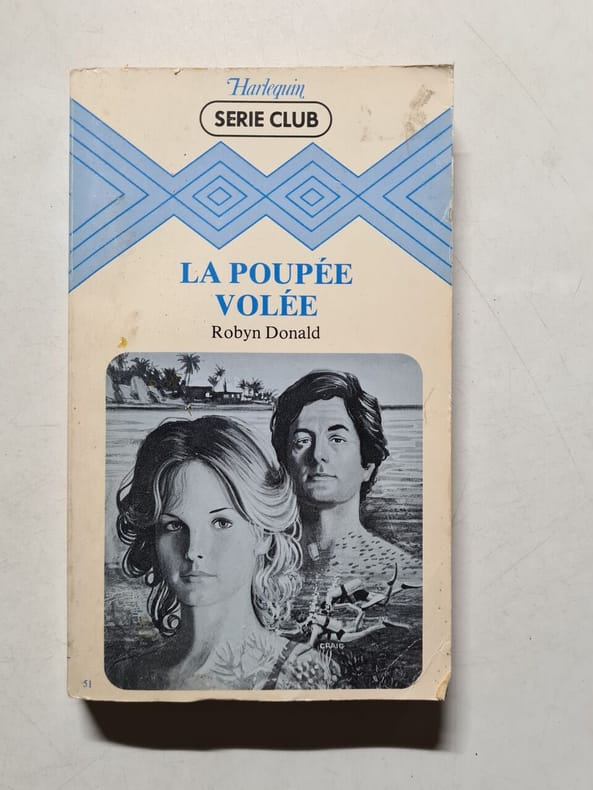 Harlequin
SERIE CLUB
LA POUPÉE
VOLÉE
Robyn Donald
CRAIG
51